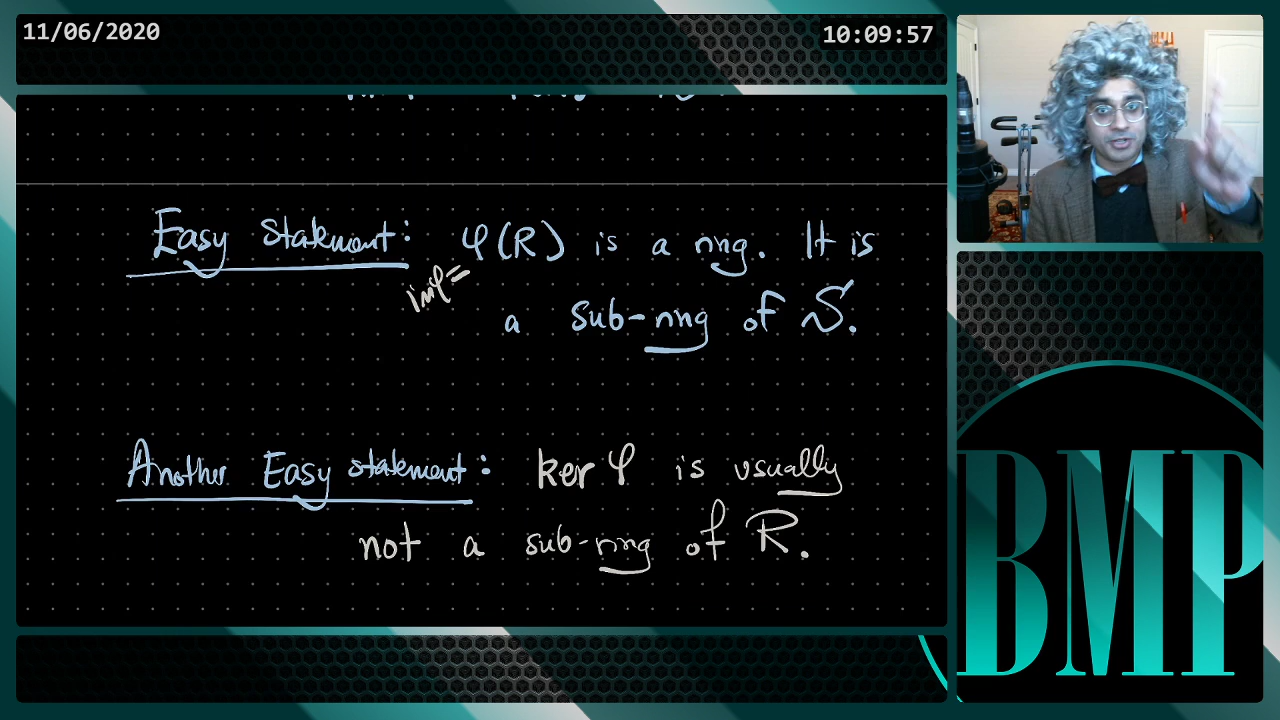 11/06/2020
10:09:57
Easy Statement: φ(R) is a ring. It is
imφ=
a sub-ring of S.
Another Easy statement: ker φ is usually
not a sub-ring of R.
BMP